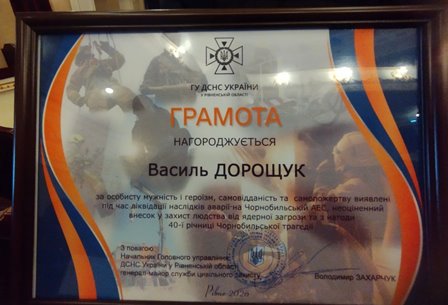 ГУ ДСНС УКРАЇНИ
У РІВНЕНСЬКІЙ ОБЛАСТІ
ГРАМОТА
НАГОРОДЖУЄТЬСЯ
Василь ДОРОЩУК
за особисту мужність і героїзм, самовідданість та самопожертву виявлені
під час ліквідації наслідків аварії на Чорнобильській АЕС, неоціненний
внесок у захист людства від ядерної загрози та з нагоди
40-ї річниці Чорнобильської трагедії
З повагою
Начальник Головного управління
ДСНС України у Рівненській області
генерал-майор служби цивільного захисту
Володимир ЗАХАРЧУК
Рівне 2026